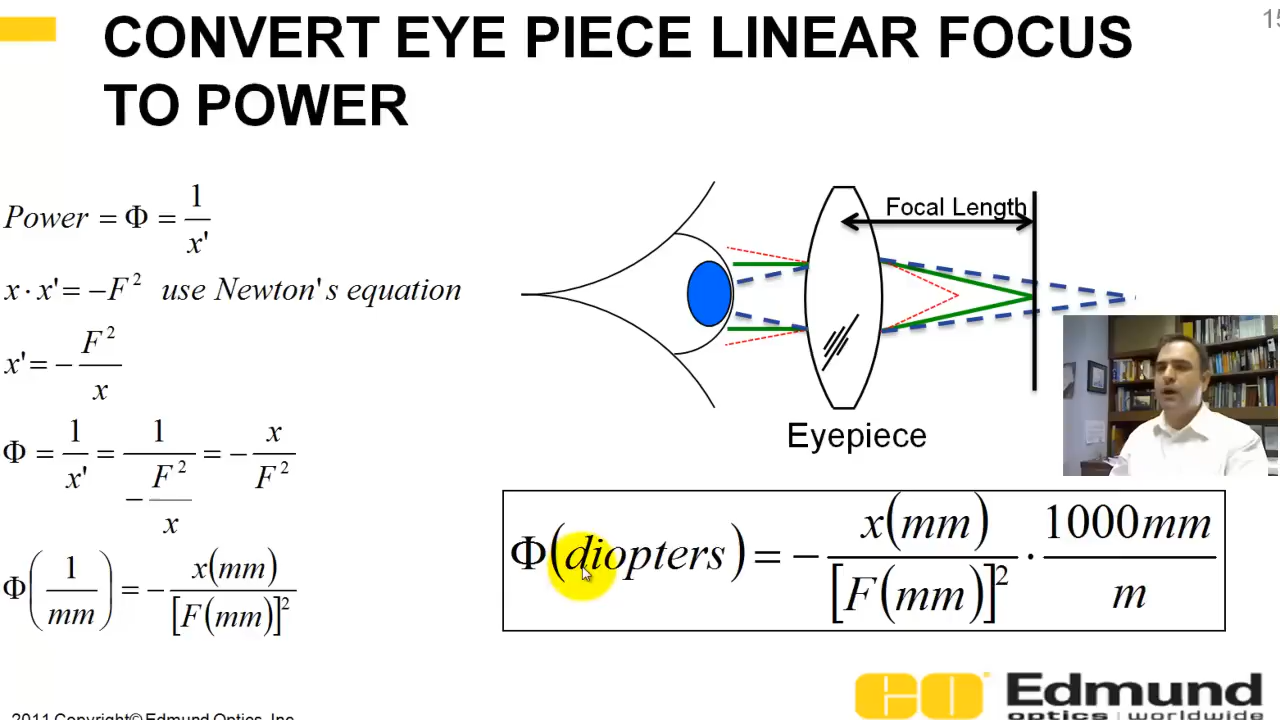 CONVERT EYE PIECE LINEAR FOCUS
TO POWER
15
Power = Φ = 1/x'
x · x' = −F² use Newton's equation
x' = − F²/x
Φ = 1/x' = 1/(− F²/x) = − x/F²
Φ(1/mm) = − x(mm)/[F(mm)]²
Focal Length
Eyepiece
Φ(diopters) = − x(mm)/[F(mm)]² · 1000mm/m
2011 Copyright© Edmund Optics, Inc
EO Edmund
optics | worldwide